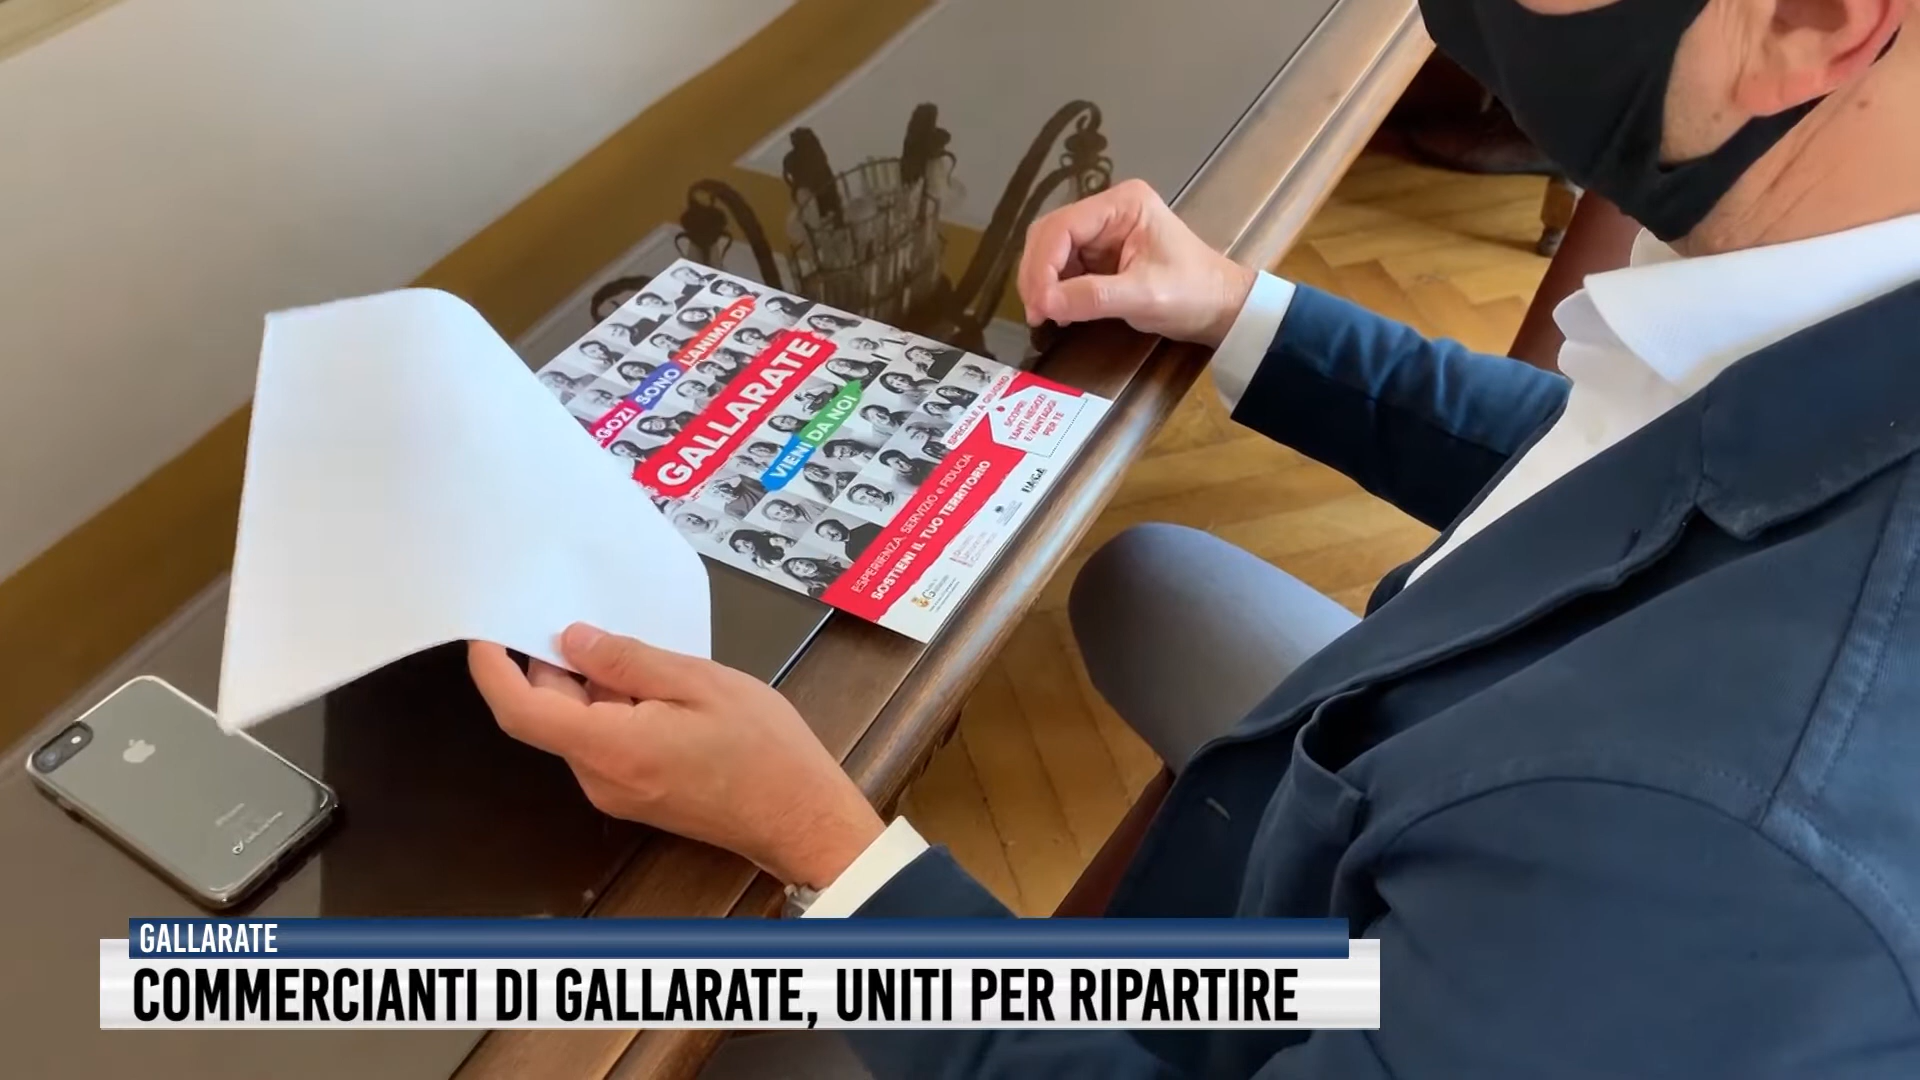 EGOZI SONO L'ANIMA DI
GALLARATE
VIENI DA NOI
SPECIALE A GIUGNO
SCOPRI
TANTI NEGOZI
E VANTAGGI
PER TE
ESPERIENZA, SERVIZIO e FIDUCIA
SOSTIENI IL TUO TERRITORIO
GALLARATE
COMMERCIANTI DI GALLARATE, UNITI PER RIPARTIRE